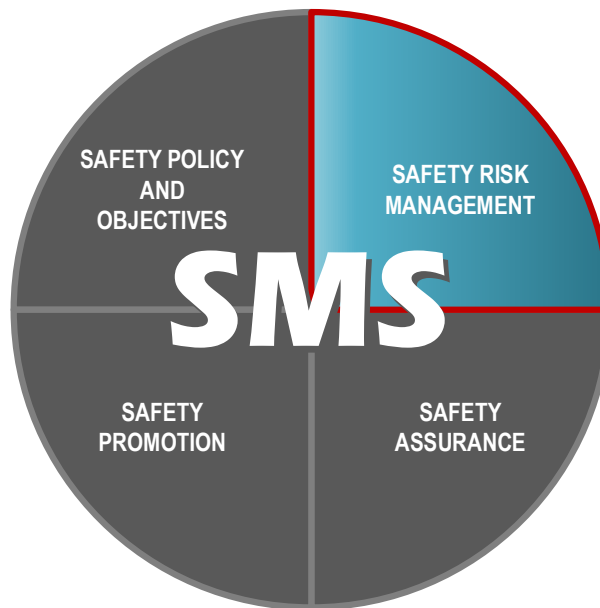 SAFETY POLICY
AND
OBJECTIVES
SAFETY RISK
MANAGEMENT
SMS
SAFETY
PROMOTION
SAFETY
ASSURANCE